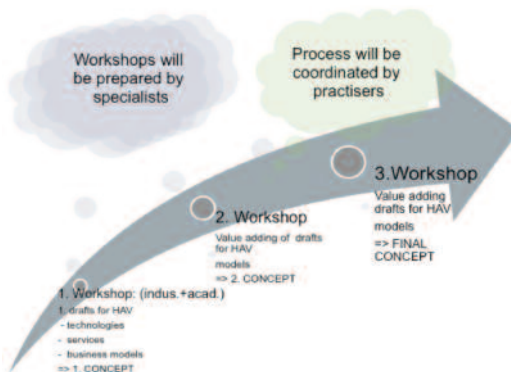 Workshops will
be prepared by
specialists
Process will be
coordinated by
practisers
3.Workshop
Value adding
drafts for HAV
models
=> FINAL
CONCEPT
2. Workshop
Value adding of drafts
for HAV
models
=> 2. CONCEPT
1. Workshop: (indus.+acad.)
1. drafts for HAV
- technologies
- services
- business models
=> 1. CONCEPT